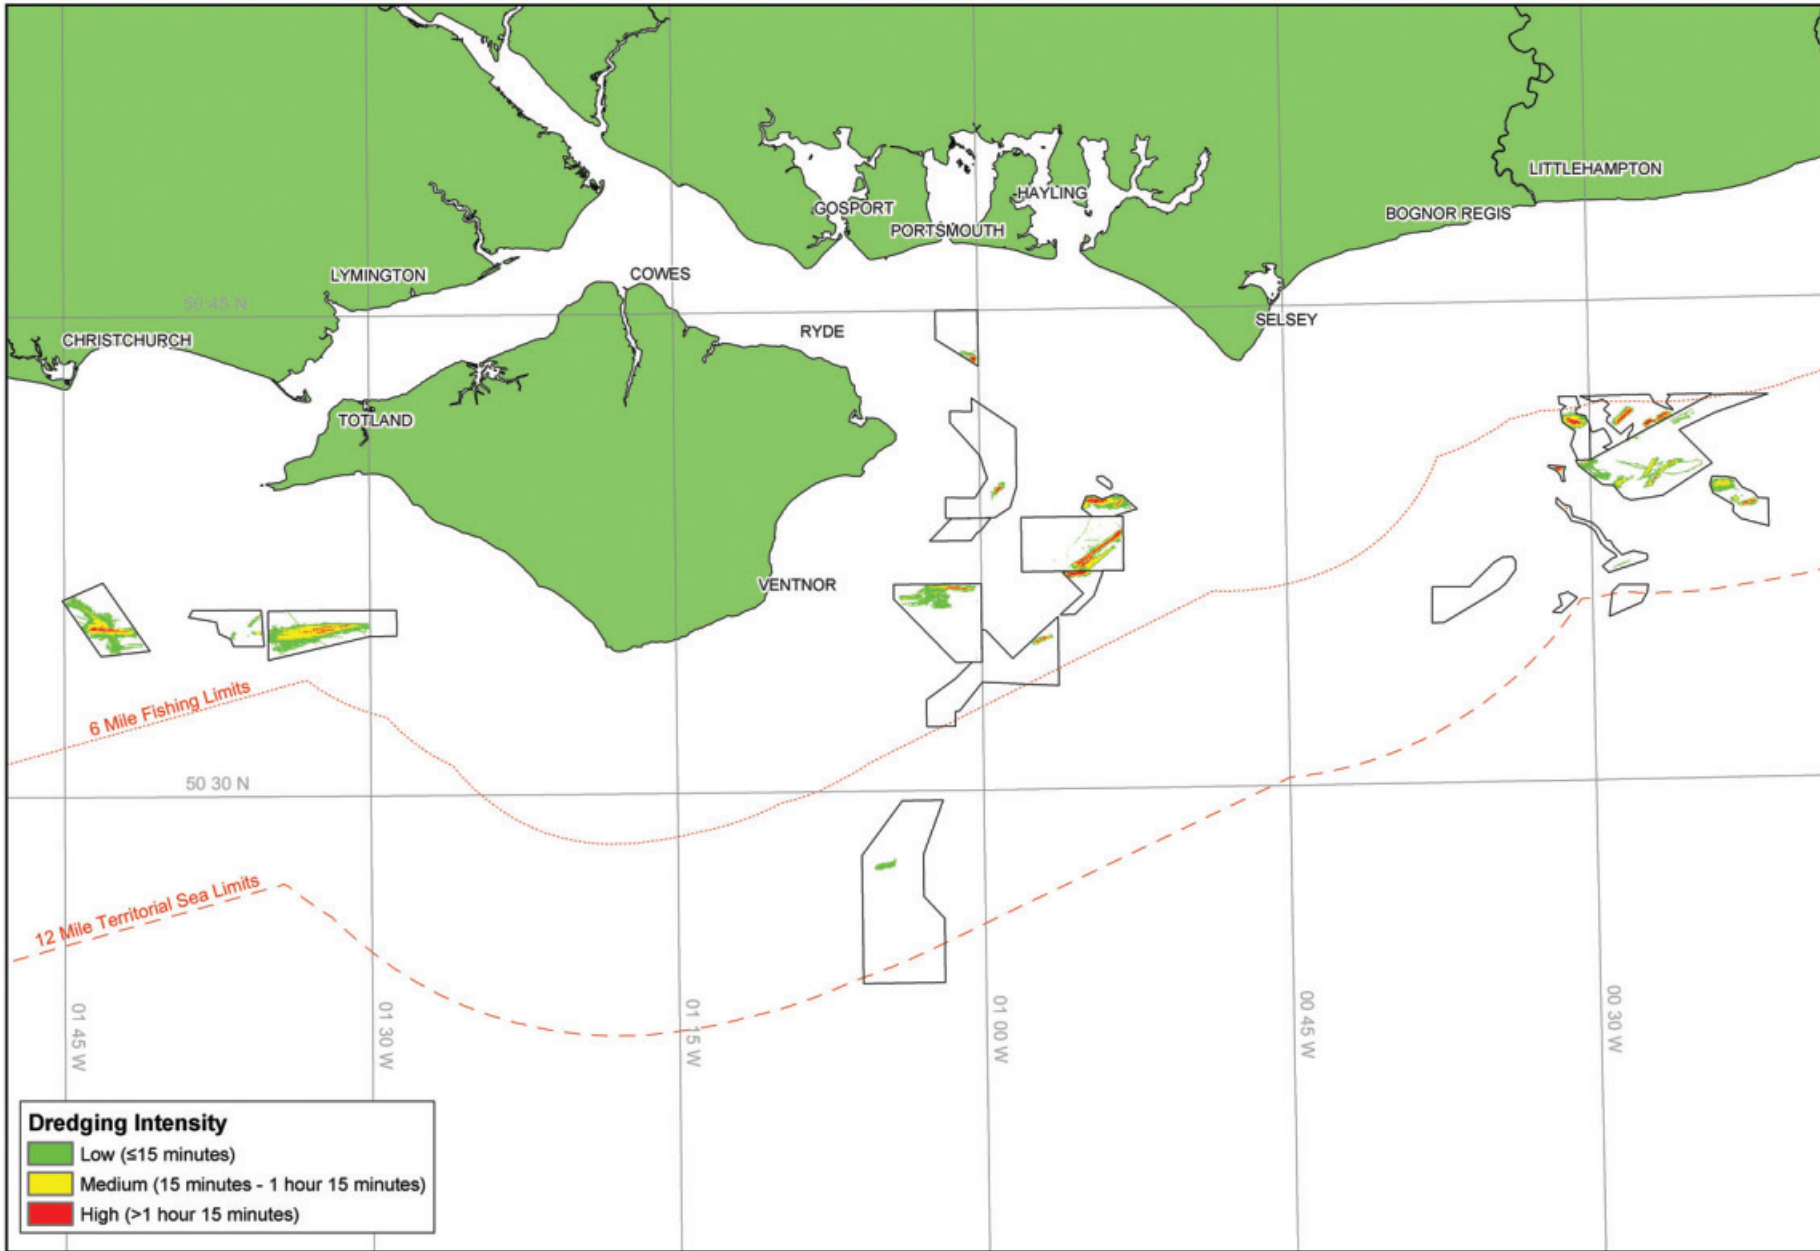 LITTLEHAMPTON
HAYLING
GOSPORT
BOGNOR REGIS
PORTSMOUTH
LYMINGTON
COWES
50 45 N
SELSEY
CHRISTCHURCH
RYDE
TOTLAND
VENTNOR
6 Mile Fishing Limits
50 30 N
12 Mile Territorial Sea Limits
01 45 W
01 30 W
01 15 W
01 00 W
00 45 W
00 30 W
Dredging Intensity
Low (≤15 minutes)
Medium (15 minutes - 1 hour 15 minutes)
High (>1 hour 15 minutes)